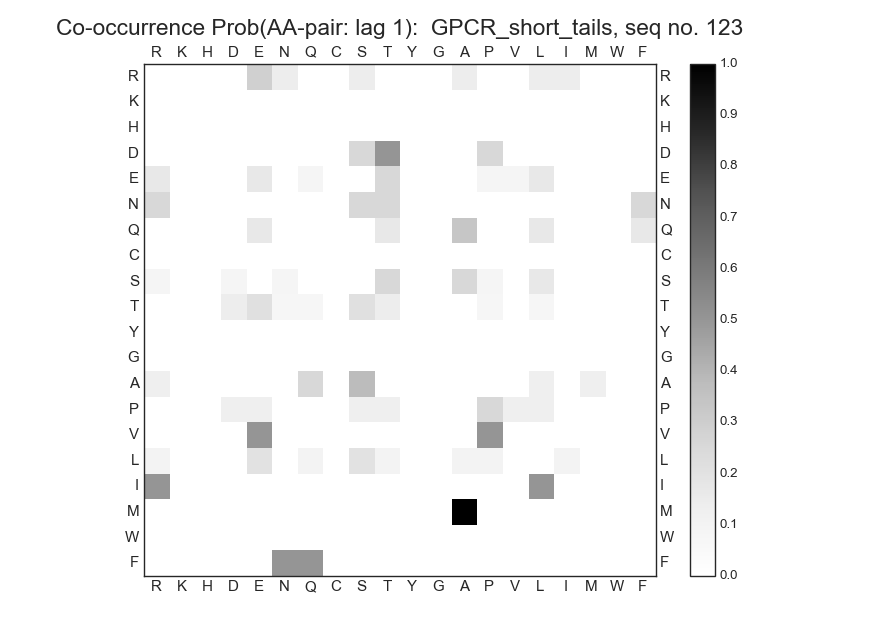 Co-occurrence Prob(AA-pair: lag 1):  GPCR_short_tails, seq no. 123
R K H D E N Q C S T Y G A P V L I M W F
R R 1.0
K K 0.9
H H
D D 0.8
E E
N N 0.7
Q Q
C C 0.6
S S
T T 0.5
Y Y
G G 0.4
A A
P P 0.3
V V
L L 0.2
I I
M M 0.1
W W
F F 0.0
R K H D E N Q C S T Y G A P V L I M W F